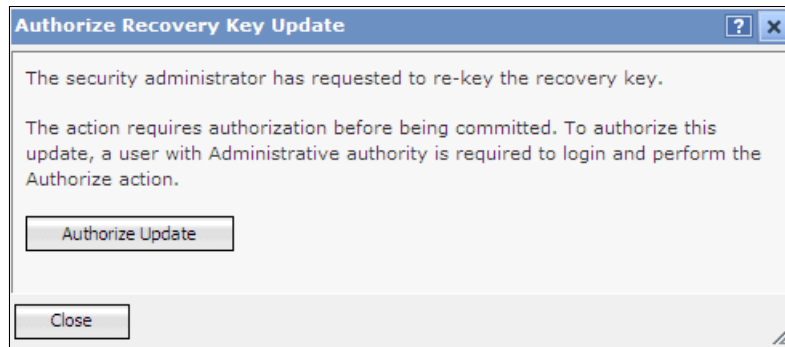 Authorize Recovery Key Update ? ×
The security administrator has requested to re-key the recovery key.
The action requires authorization before being committed. To authorize this
update, a user with Administrative authority is required to login and perform the
Authorize action.
Authorize Update
Close